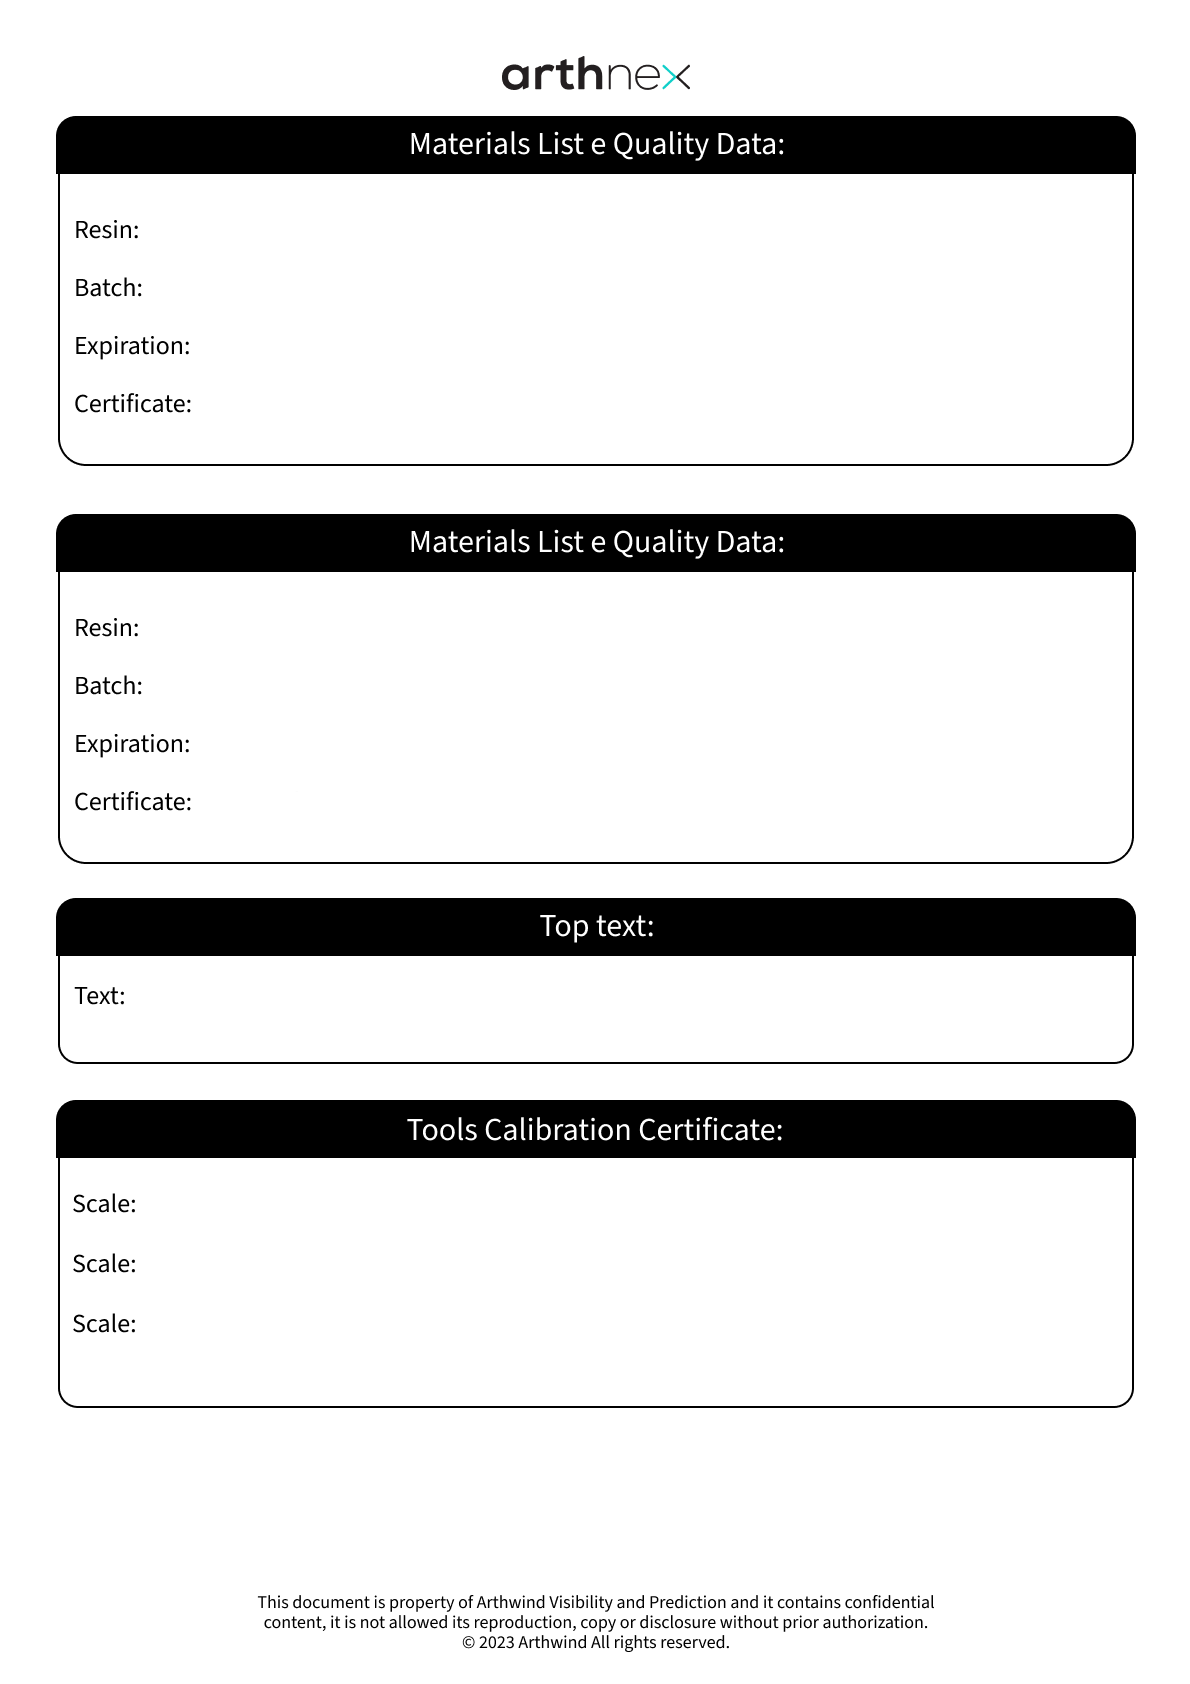 arthnex
Materials List e Quality Data:
Resin:
Batch:
Expiration:
Certificate:
Materials List e Quality Data:
Resin:
Batch:
Expiration:
Certificate:
Top text:
Text:
Tools Calibration Certificate:
Scale:
Scale:
Scale:
This document is property of Arthwind Visibility and Prediction and it contains confidential
content, it is not allowed its reproduction, copy or disclosure without prior authorization.
© 2023 Arthwind All rights reserved.